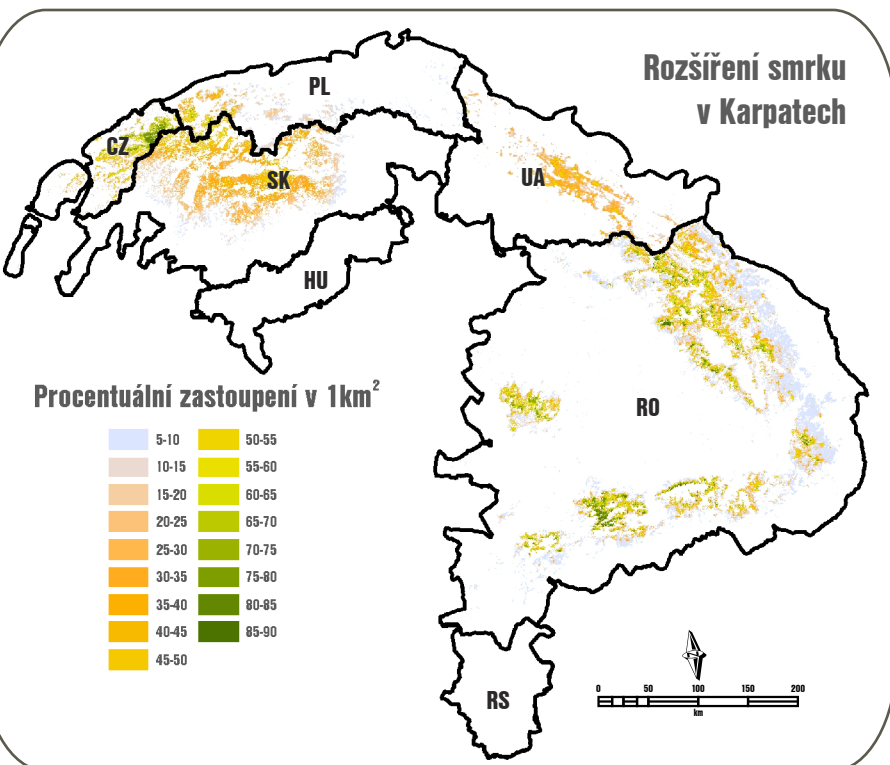 Rozšíření smrku
v Karpatech
PL
CZ
SK
UA
HU
RO
RS
Procentuální zastoupení v 1km²
5-10
10-15
15-20
20-25
25-30
30-35
35-40
40-45
45-50
50-55
55-60
60-65
65-70
70-75
75-80
80-85
85-90
0 50 100 150 200
km